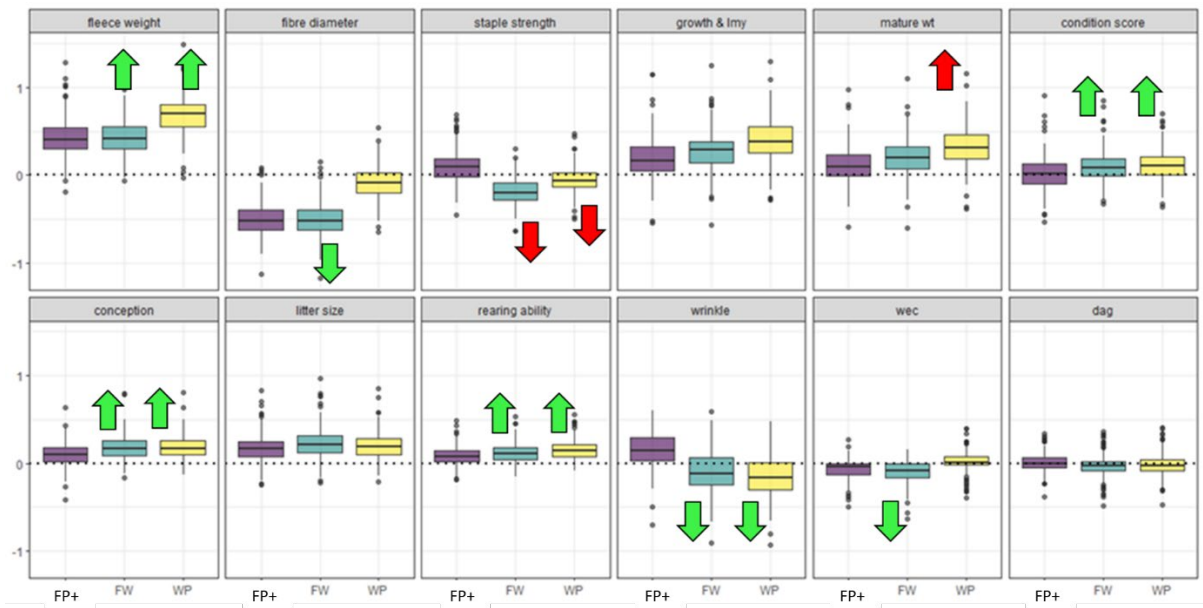 fleece weight fibre diameter staple strength growth & lmy mature wt condition score
1
0
-1
conception litter size rearing ability wrinkle wec dag
1
0
-1
FP+ FW WP FP+ FW WP FP+ FW WP FP+ FW WP FP+ FW WP FP+ FW WP